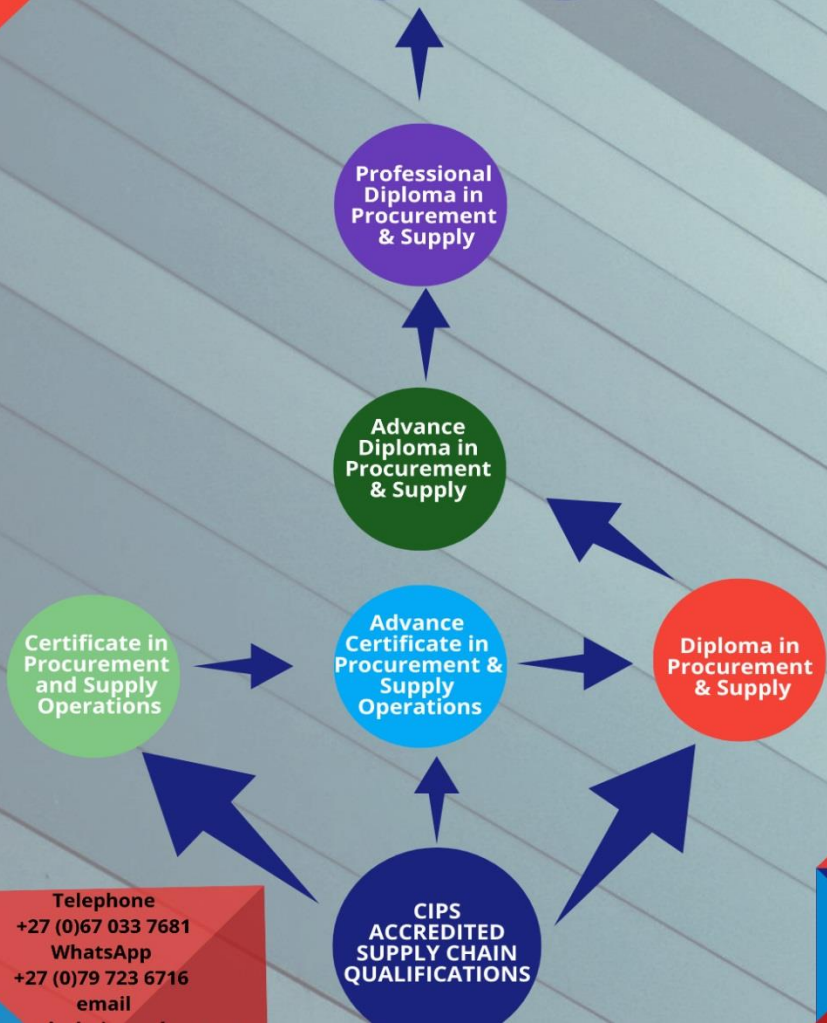 Professional
Diploma in
Procurement
& Supply
Advance
Diploma in
Procurement
& Supply
Certificate in
Procurement
and Supply
Operations
Advance
Certificate in
Procurement &
Supply
Operations
Diploma in
Procurement
& Supply
CIPS
ACCREDITED
SUPPLY CHAIN
QUALIFICATIONS
Telephone
+27 (0)67 033 7681
WhatsApp
+27 (0)79 723 6716
email